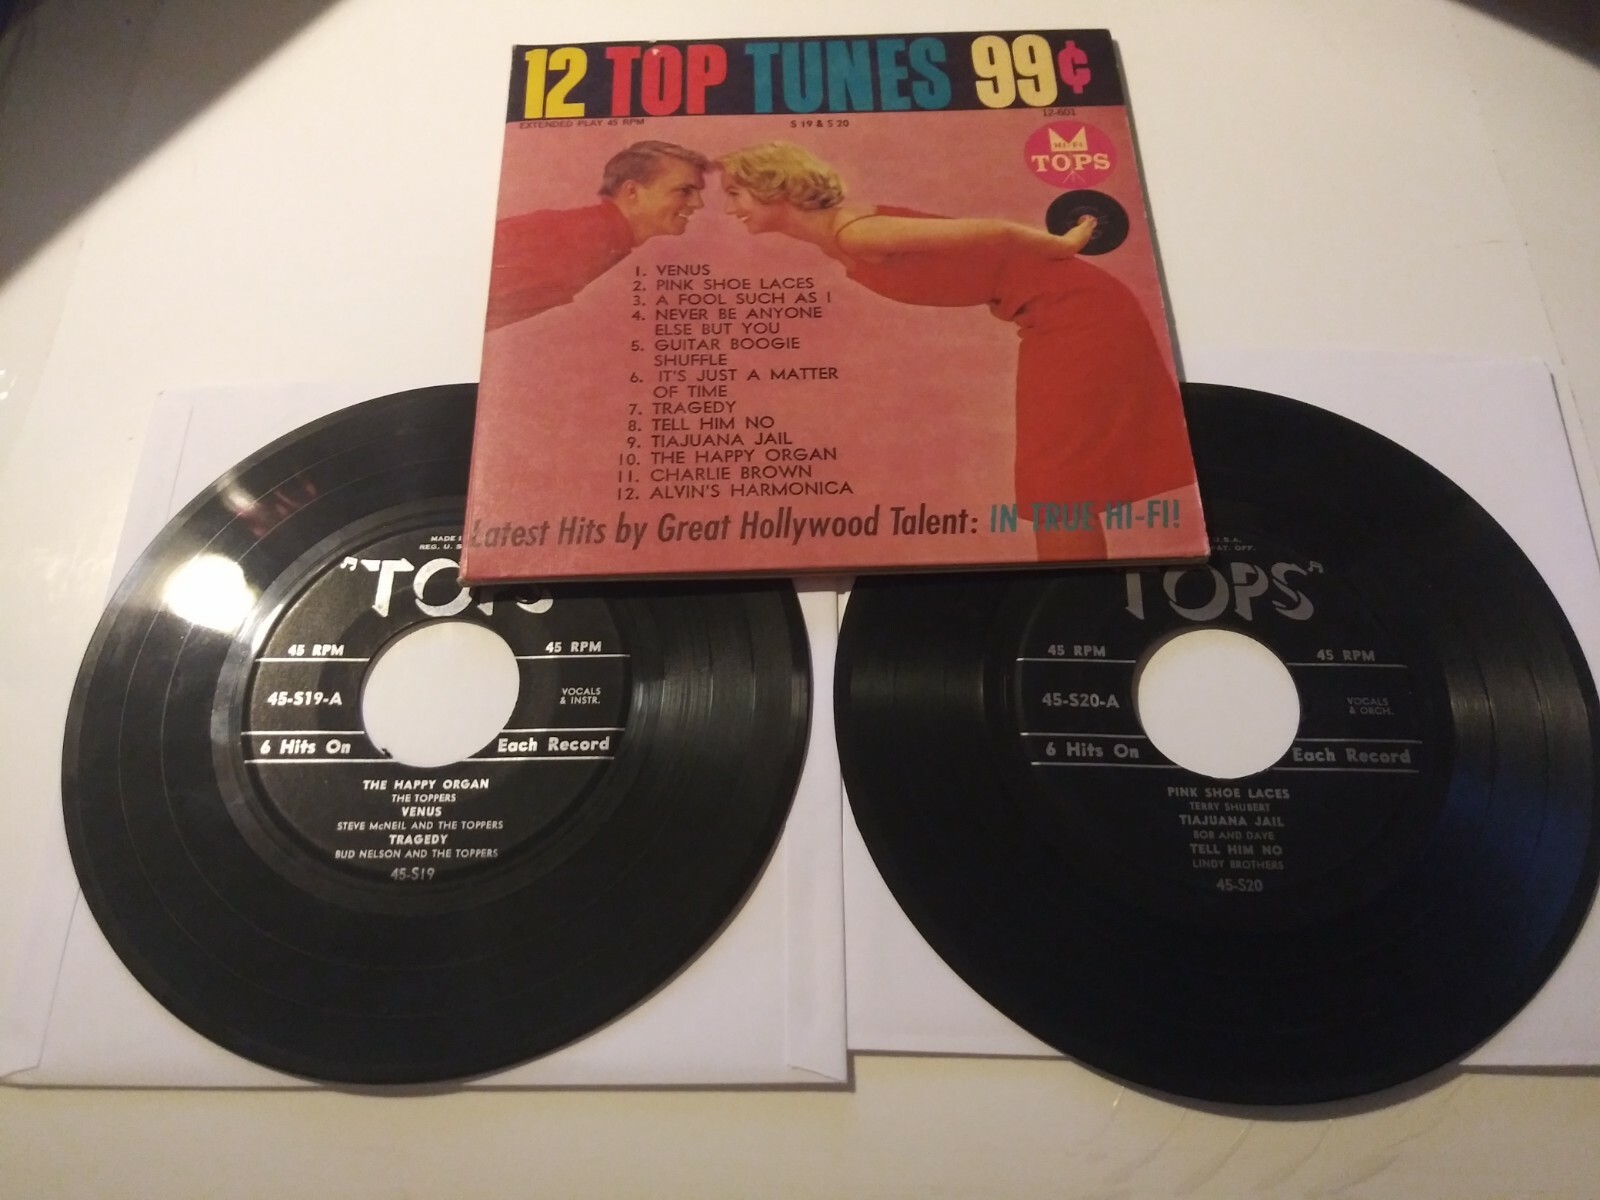 12 TOP TUNES 99¢
EXTENDED PLAY 45 RPM
S 19 & S 20
12-601
HI-FI
TOPS
1. VENUS
2. PINK SHOE LACES
3. A FOOL SUCH AS I
4. NEVER BE ANYONE
ELSE BUT YOU
5. GUITAR BOOGIE
SHUFFLE
6. IT'S JUST A MATTER
OF TIME
7. TRAGEDY
8. TELL HIM NO
9. TIAJUANA JAIL
10. THE HAPPY ORGAN
11. CHARLIE BROWN
12. ALVIN'S HARMONICA
Latest Hits by Great Hollywood Talent: IN TRUE HI-FI!
MADE
REG. U. S.
"TOPS
45 RPM
45 RPM
45-S19-A
VOCALS
& INSTR.
6 Hits On
Each Record
THE HAPPY ORGAN
THE TOPPERS
VENUS
STEVE McNEIL AND THE TOPPERS
TRAGEDY
BUD NELSON AND THE TOPPERS
45-S19
U.S.A.
PAT. OFF.
TOPS"
45 RPM
45 RPM
45-S20-A
VOCALS
& ORCH.
6 Hits On
Each Record
PINK SHOE LACES
TERRY SHUBERT
TIAJUANA JAIL
BOB AND DAVE
TELL HIM NO
LINDY BROTHERS
45-S20